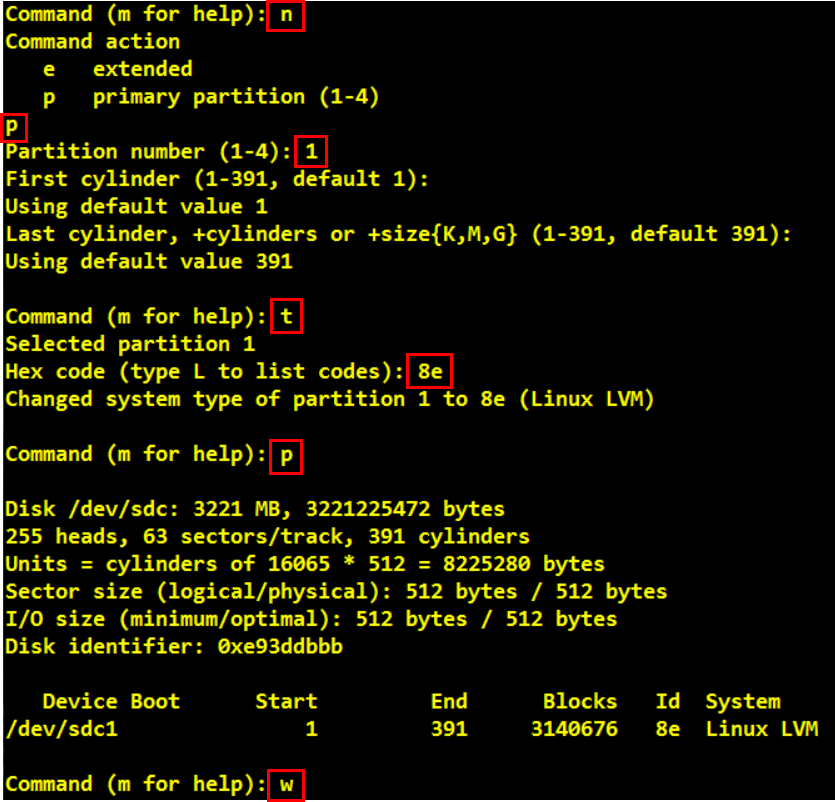 Command (m for help): n
Command action
   e   extended
   p   primary partition (1-4)
p
Partition number (1-4): 1
First cylinder (1-391, default 1):
Using default value 1
Last cylinder, +cylinders or +size{K,M,G} (1-391, default 391):
Using default value 391
Command (m for help): t
Selected partition 1
Hex code (type L to list codes): 8e
Changed system type of partition 1 to 8e (Linux LVM)
Command (m for help): p
Disk /dev/sdc: 3221 MB, 3221225472 bytes
255 heads, 63 sectors/track, 391 cylinders
Units = cylinders of 16065 * 512 = 8225280 bytes
Sector size (logical/physical): 512 bytes / 512 bytes
I/O size (minimum/optimal): 512 bytes / 512 bytes
Disk identifier: 0xe93ddbbb
   Device Boot      Start         End      Blocks   Id  System
/dev/sdc1               1         391     3140676   8e  Linux LVM
Command (m for help): w